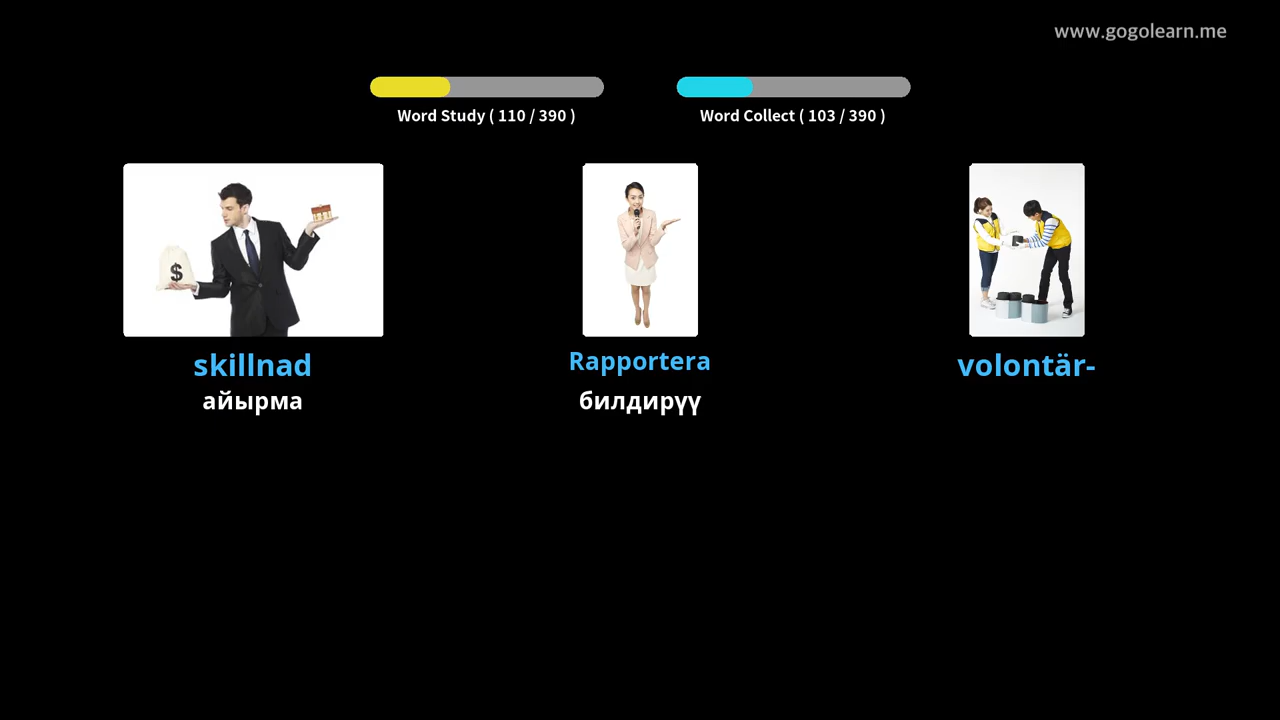 www.gogolearn.me
Word Study ( 110 / 390 )
Word Collect ( 103 / 390 )
$
skillnad
айырма
Rapportera
билдирүү
volontär-